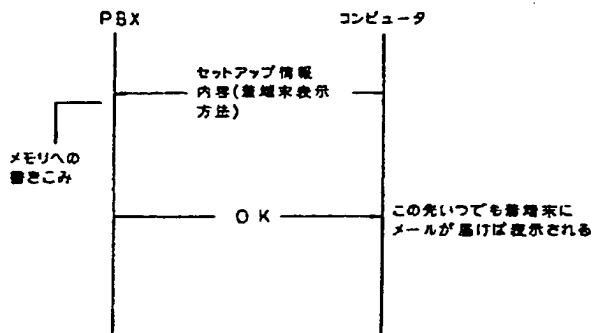 PBX
コンピュータ
セットアップ情報
内容(着端末表示
方法)
メモリへの
書きこみ
OK
この先いつでも着端末に
メールが届けば表示される